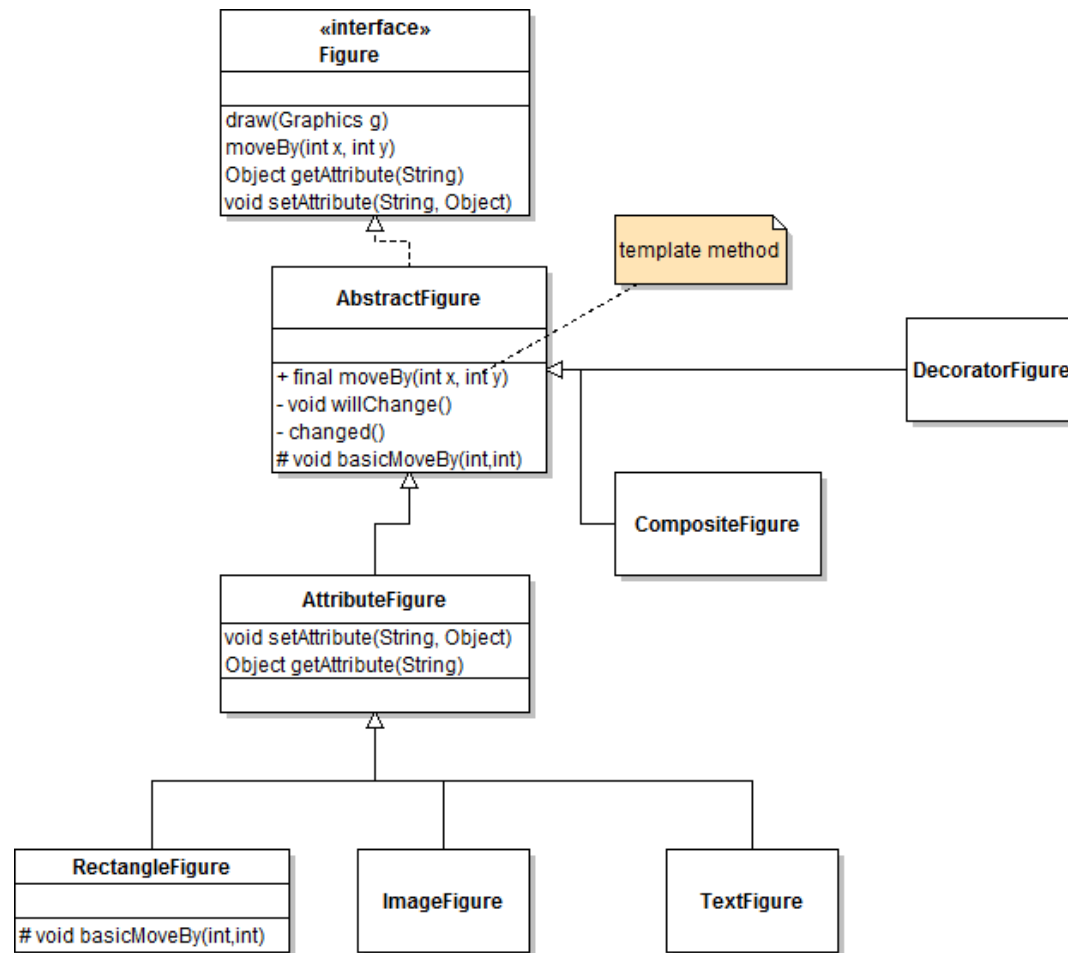 «interface»
Figure
draw(Graphics g)
moveBy(int x, int y)
Object getAttribute(String)
void setAttribute(String, Object)
template method
AbstractFigure
+ final moveBy(int x, int y)
- void willChange()
- changed()
# void basicMoveBy(int,int)
DecoratorFigure
CompositeFigure
AttributeFigure
void setAttribute(String, Object)
Object getAttribute(String)
RectangleFigure
# void basicMoveBy(int,int)
ImageFigure
TextFigure